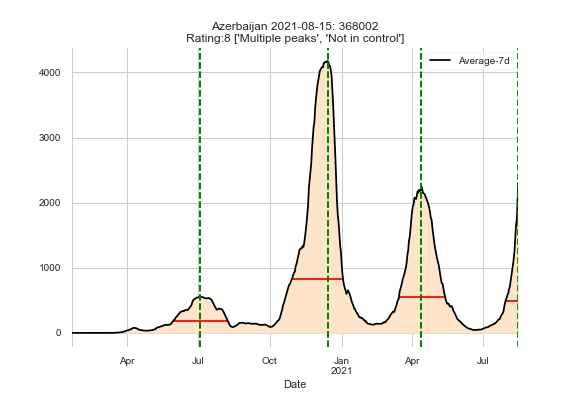 Azerbaijan 2021-08-15: 368002
Rating:8 ['Multiple peaks', 'Not in control']
Average-7d
4000
3000
2000
1000
0
Apr Jul Oct Jan Apr Jul
2021
Date